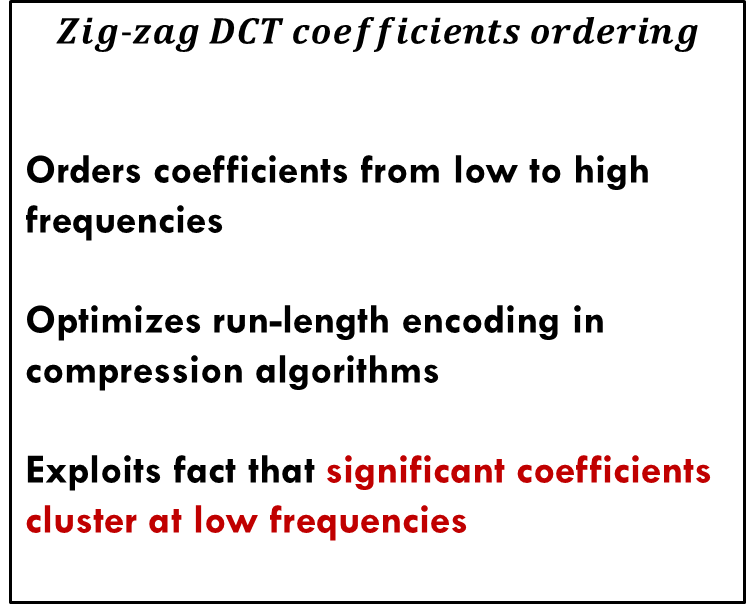 Zig-zag DCT coefficients ordering
Orders coefficients from low to high
frequencies
Optimizes run-length encoding in
compression algorithms
Exploits fact that significant coefficients
cluster at low frequencies